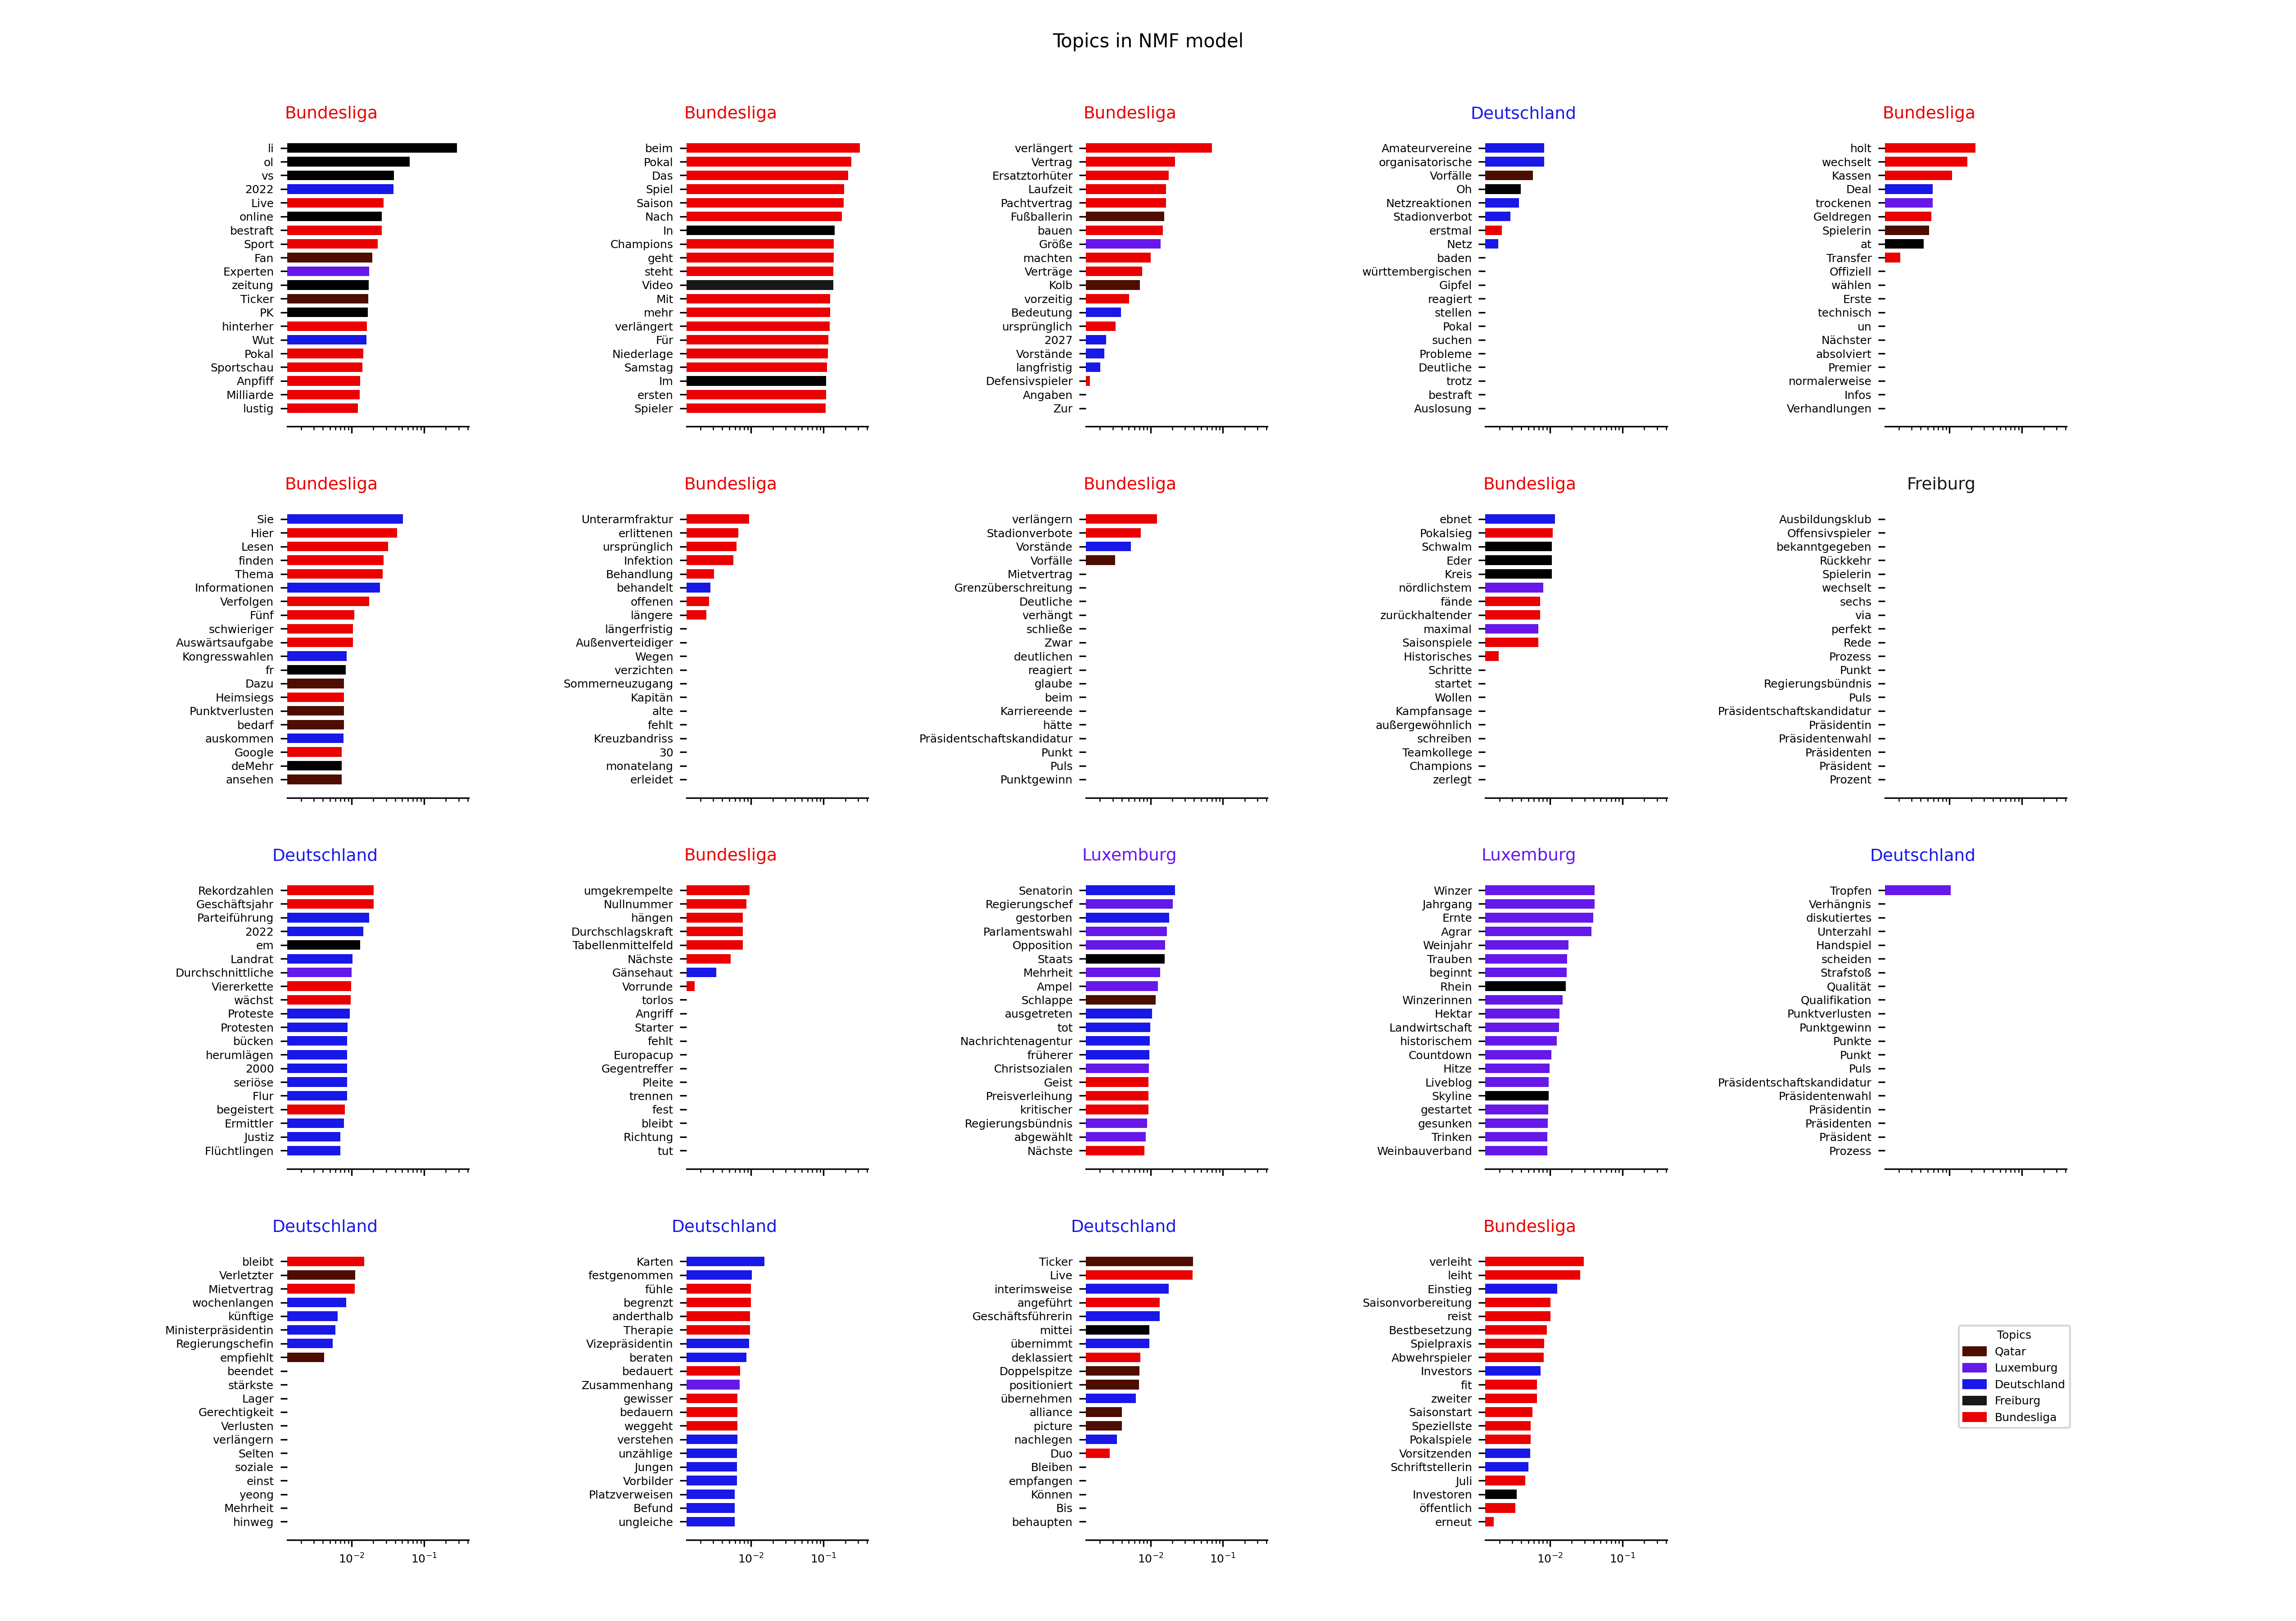 Topics in NMF model
Bundesliga
li
ol
vs
2022
Live
online
bestraft
Sport
Fan
Experten
zeitung
Ticker
PK
hinterher
Wut
Pokal
Sportschau
Anpfiff
Milliarde
lustig
Bundesliga
beim
Pokal
Das
Spiel
Saison
Nach
In
Champions
geht
steht
Video
Mit
mehr
verlängert
Für
Niederlage
Samstag
Im
ersten
Spieler
Bundesliga
verlängert
Vertrag
Ersatztorhüter
Laufzeit
Pachtvertrag
Fußballerin
bauen
Größe
machten
Verträge
Kolb
vorzeitig
Bedeutung
ursprünglich
2027
Vorstände
langfristig
Defensivspieler
Angaben
Zur
Deutschland
Amateurvereine
organisatorische
Vorfälle
Oh
Netzreaktionen
Stadionverbot
erstmal
Netz
baden
württembergischen
Gipfel
reagiert
stellen
Pokal
suchen
Probleme
Deutliche
trotz
bestraft
Auslosung
Bundesliga
holt
wechselt
Kassen
Deal
trockenen
Geldregen
Spielerin
at
Transfer
Offiziell
wählen
Erste
technisch
un
Nächster
absolviert
Premier
normalerweise
Infos
Verhandlungen
Bundesliga
Sie
Hier
Lesen
finden
Thema
Informationen
Verfolgen
Fünf
schwieriger
Auswärtsaufgabe
Kongresswahlen
fr
Dazu
Heimsiegs
Punktverlusten
bedarf
auskommen
Google
deMehr
ansehen
Bundesliga
Unterarmfraktur
erlittenen
ursprünglich
Infektion
Behandlung
behandelt
offenen
längere
längerfristig
Außenverteidiger
Wegen
verzichten
Sommerneuzugang
Kapitän
alte
fehlt
Kreuzbandriss
30
monatelang
erleidet
Bundesliga
verlängern
Stadionverbote
Vorstände
Vorfälle
Mietvertrag
Grenzüberschreitung
Deutliche
verhängt
schließe
Zwar
deutlichen
reagiert
glaube
beim
Karriereende
hätte
Präsidentschaftskandidatur
Punkt
Puls
Punktgewinn
Bundesliga
ebnet
Pokalsieg
Schwalm
Eder
Kreis
nördlichstem
fände
zurückhaltender
maximal
Saisonspiele
Historisches
Schritte
startet
Wollen
Kampfansage
außergewöhnlich
schreiben
Teamkollege
Champions
zerlegt
Freiburg
Ausbildungsklub
Offensivspieler
bekanntgegeben
Rückkehr
Spielerin
wechselt
sechs
via
perfekt
Rede
Prozess
Punkt
Regierungsbündnis
Puls
Präsidentschaftskandidatur
Präsidentin
Präsidentenwahl
Präsidenten
Präsident
Prozent
Deutschland
Rekordzahlen
Geschäftsjahr
Parteiführung
2022
em
Landrat
Durchschnittliche
Viererkette
wächst
Proteste
Protesten
bücken
herumlägen
2000
seriöse
Flur
begeistert
Ermittler
Justiz
Flüchtlingen
Bundesliga
umgekrempelte
Nullnummer
hängen
Durchschlagskraft
Tabellenmittelfeld
Nächste
Gänsehaut
Vorrunde
torlos
Angriff
Starter
fehlt
Europacup
Gegentreffer
Pleite
trennen
fest
bleibt
Richtung
tut
Luxemburg
Senatorin
Regierungschef
gestorben
Parlamentswahl
Opposition
Staats
Mehrheit
Ampel
Schlappe
ausgetreten
tot
Nachrichtenagentur
früherer
Christsozialen
Geist
Preisverleihung
kritischer
Regierungsbündnis
abgewählt
Nächste
Luxemburg
Winzer
Jahrgang
Ernte
Agrar
Weinjahr
Trauben
beginnt
Rhein
Winzerinnen
Hektar
Landwirtschaft
historischem
Countdown
Hitze
Liveblog
Skyline
gestartet
gesunken
Trinken
Weinbauverband
Deutschland
Tropfen
Verhängnis
diskutiertes
Unterzahl
Handspiel
scheiden
Strafstoß
Qualität
Qualifikation
Punktverlusten
Punktgewinn
Punkte
Punkt
Puls
Präsidentschaftskandidatur
Präsidentenwahl
Präsidentin
Präsidenten
Präsident
Prozess
Deutschland
bleibt
Verletzter
Mietvertrag
wochenlangen
künftige
Ministerpräsidentin
Regierungschefin
empfiehlt
beendet
stärkste
Lager
Gerechtigkeit
Verlusten
verlängern
Selten
soziale
einst
yeong
Mehrheit
hinweg
10⁻² 10⁻¹
Deutschland
Karten
festgenommen
fühle
begrenzt
anderthalb
Therapie
Vizepräsidentin
beraten
bedauert
Zusammenhang
gewisser
bedauern
weggeht
verstehen
unzählige
Jungen
Vorbilder
Platzverweisen
Befund
ungleiche
10⁻² 10⁻¹
Deutschland
Ticker
Live
interimsweise
angeführt
Geschäftsführerin
mittei
übernimmt
deklassiert
Doppelspitze
positioniert
übernehmen
alliance
picture
nachlegen
Duo
Bleiben
empfangen
Können
Bis
behaupten
10⁻² 10⁻¹
Bundesliga
verleiht
leiht
Einstieg
Saisonvorbereitung
reist
Bestbesetzung
Spielpraxis
Abwehrspieler
Investors
fit
zweiter
Saisonstart
Speziellste
Pokalspiele
Vorsitzenden
Schriftstellerin
Juli
Investoren
öffentlich
erneut
10⁻² 10⁻¹
Topics
Qatar
Luxemburg
Deutschland
Freiburg
Bundesliga